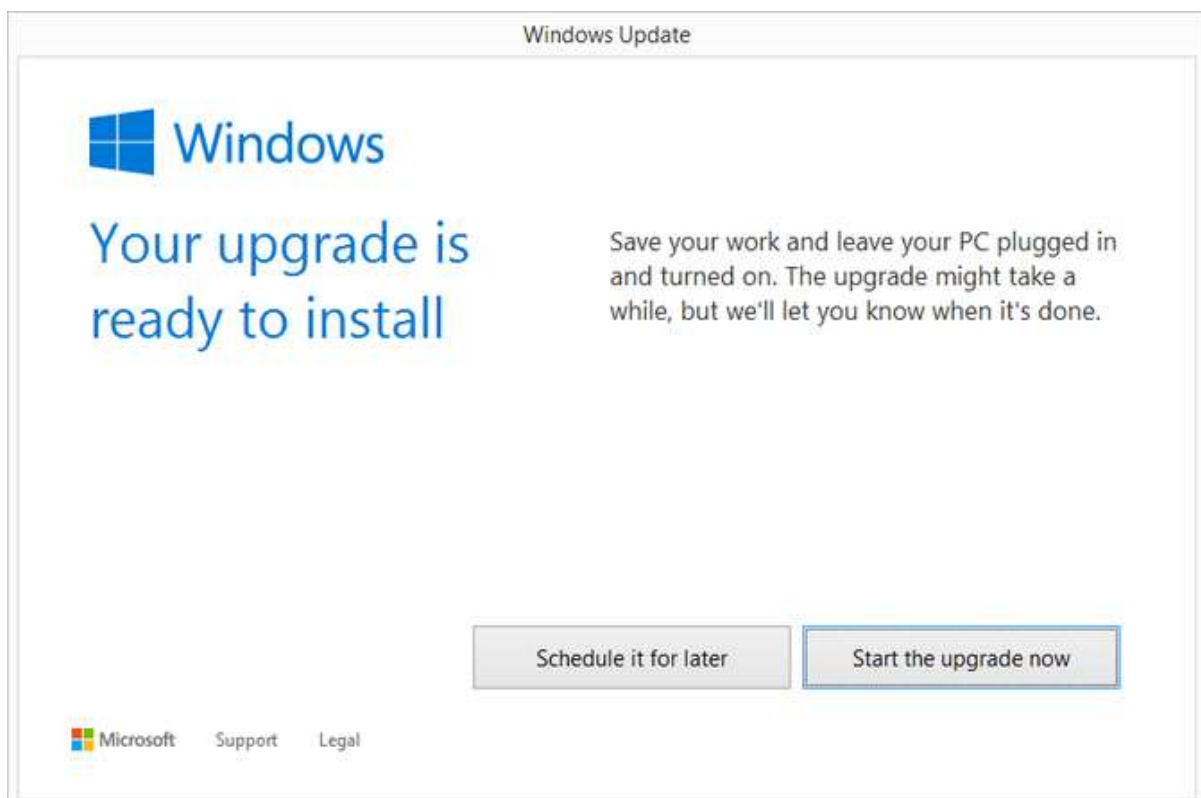 Windows Update
Windows
Your upgrade is
ready to install
Save your work and leave your PC plugged in
and turned on. The upgrade might take a
while, but we'll let you know when it's done.
Schedule it for later
Start the upgrade now
Microsoft Support Legal